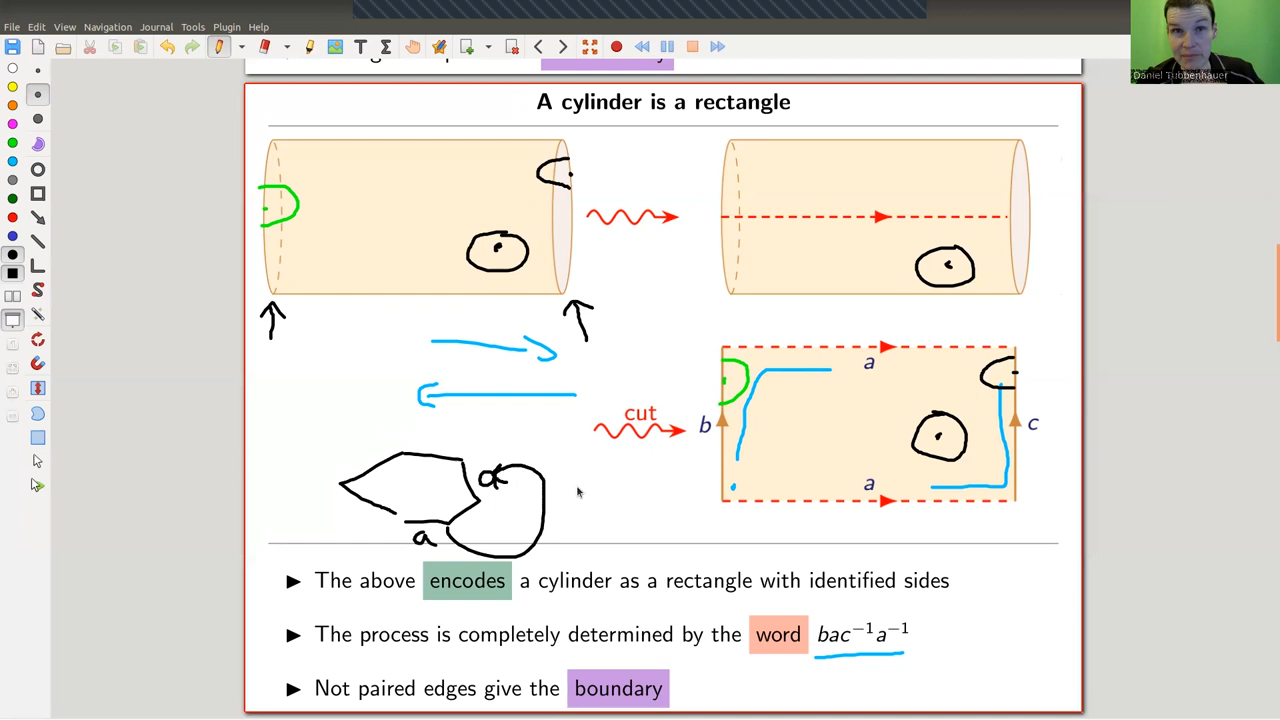 Daniel Tubbenhauer
File Edit View Navigation Journal Tools Plugin Help
boundary
A cylinder is a rectangle
cut
a
b
c
a
a
a
▶ The above encodes a cylinder as a rectangle with identified sides
▶ The process is completely determined by the word bac⁻¹a⁻¹
▶ Not paired edges give the boundary